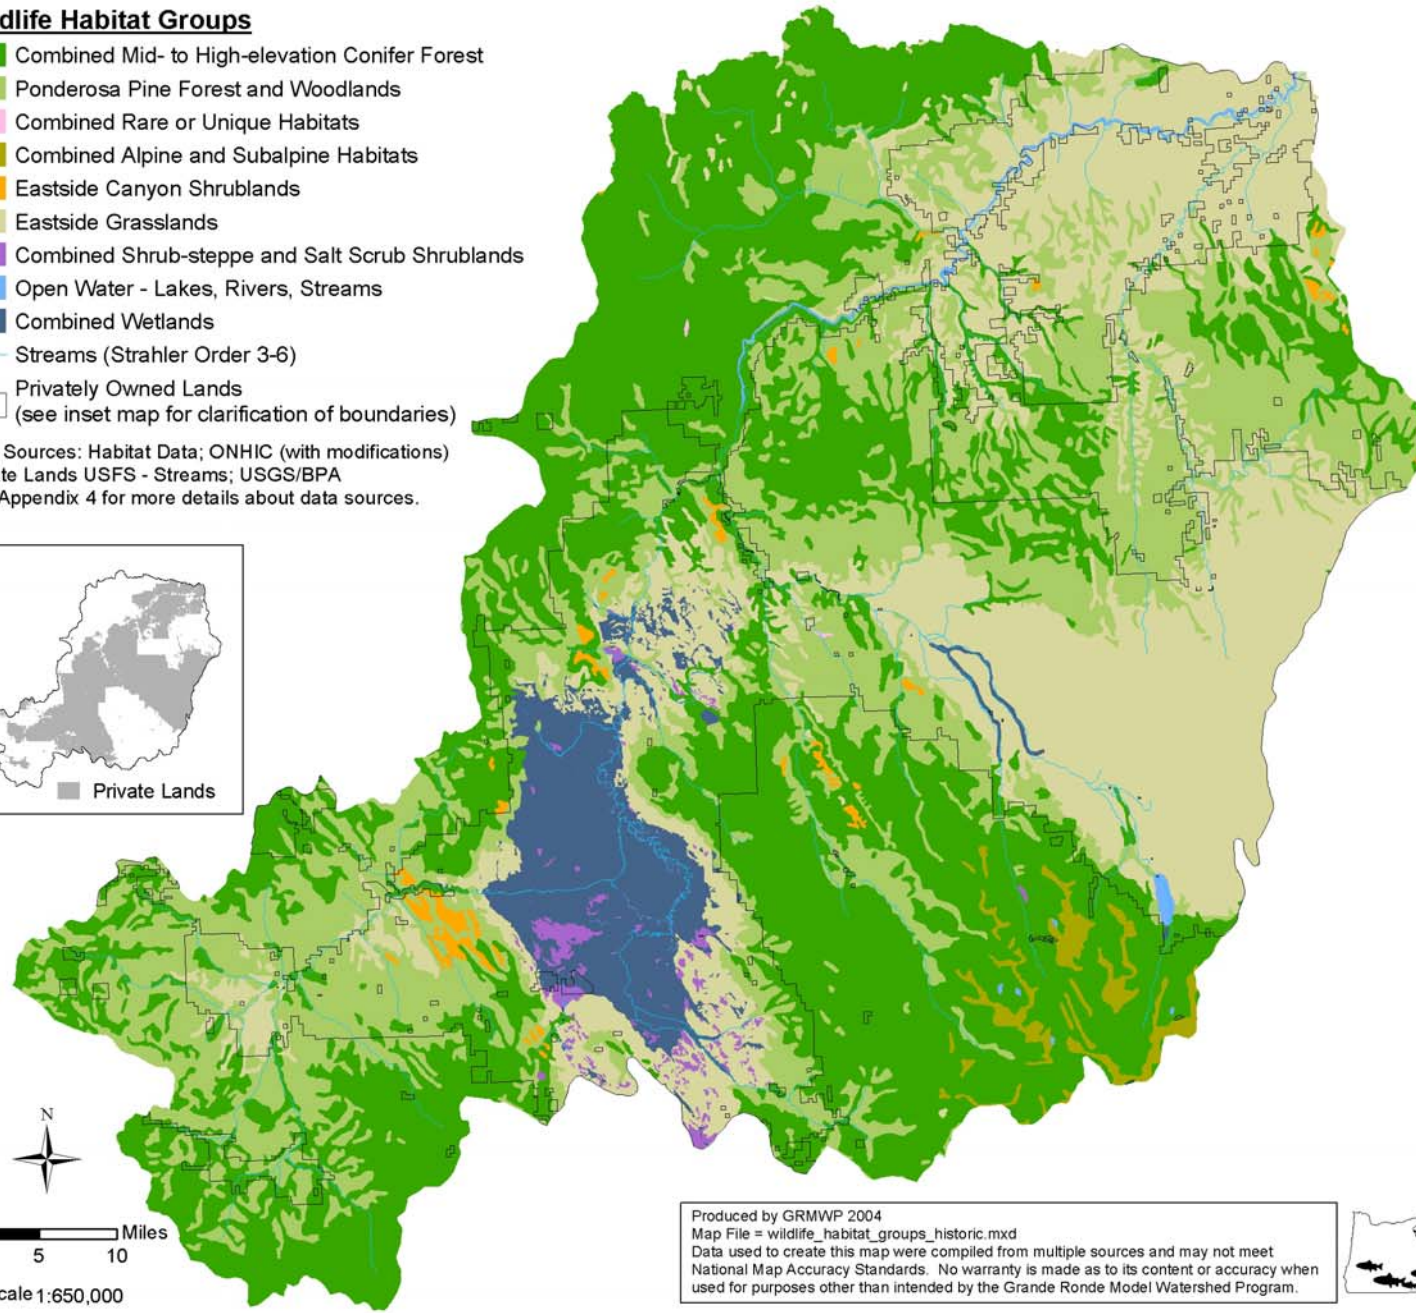 dlife Habitat Groups
Combined Mid- to High-elevation Conifer Forest
Ponderosa Pine Forest and Woodlands
Combined Rare or Unique Habitats
Combined Alpine and Subalpine Habitats
Eastside Canyon Shrublands
Eastside Grasslands
Combined Shrub-steppe and Salt Scrub Shrublands
Open Water - Lakes, Rivers, Streams
Combined Wetlands
Streams (Strahler Order 3-6)
Privately Owned Lands
(see inset map for clarification of boundaries)
Sources: Habitat Data; ONHIC (with modifications)
te Lands USFS - Streams; USGS/BPA
Appendix 4 for more details about data sources.
Private Lands
N
Miles
5 10
cale 1:650,000
Produced by GRMWP 2004
Map File = wildlife_habitat_groups_historic.mxd
Data used to create this map were compiled from multiple sources and may not meet
National Map Accuracy Standards. No warranty is made as to its content or accuracy when
used for purposes other than intended by the Grande Ronde Model Watershed Program.